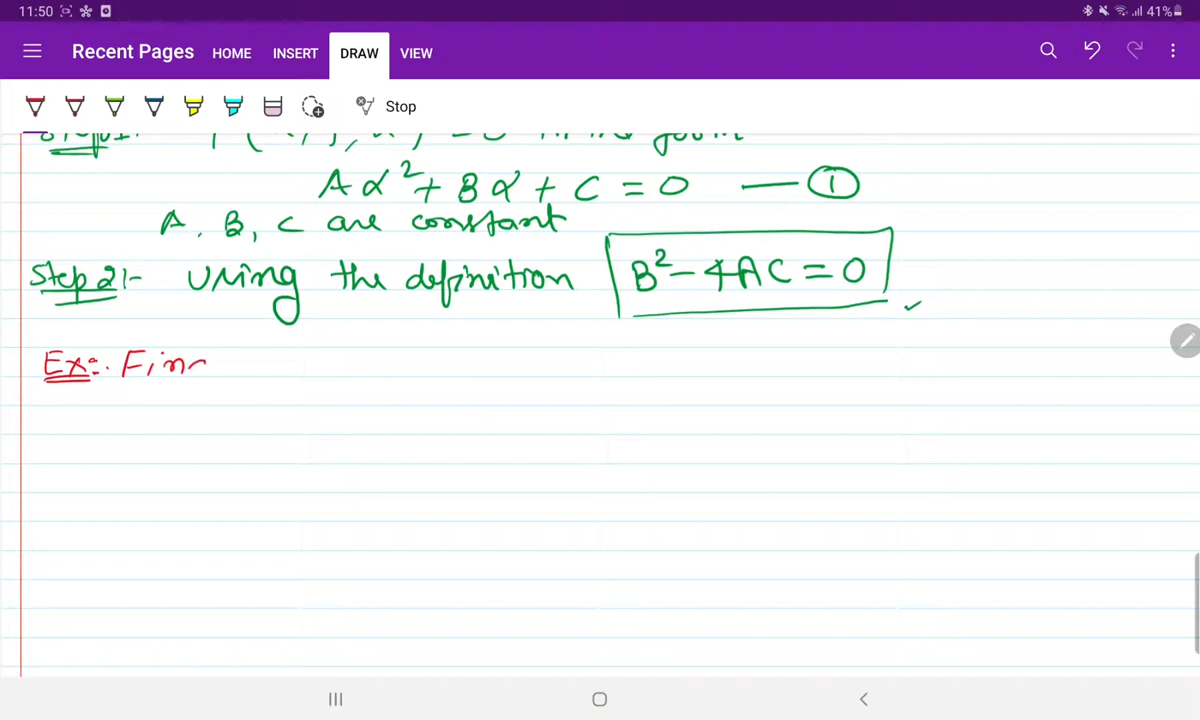 11:50 41%
Recent Pages HOME INSERT DRAW VIEW
Stop
Aα² + Bα + C = 0 — ①
A, B, C are constant
Step 2:- using the definition B² - 4AC = 0
Ex:- Fin